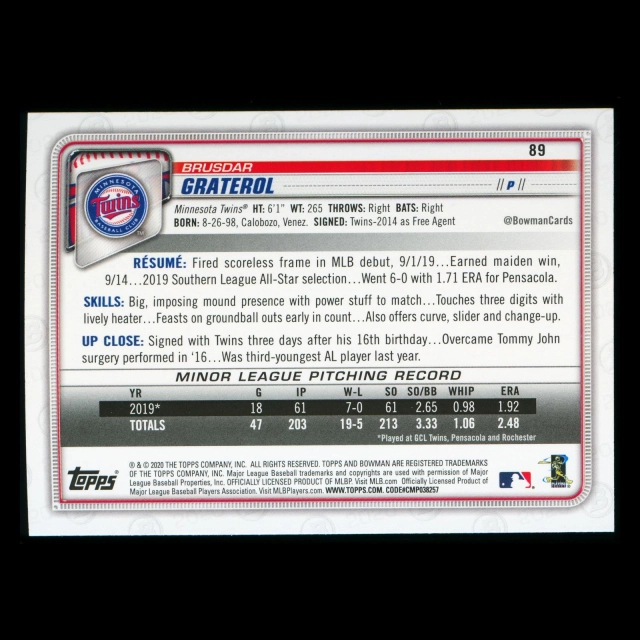 89
MINNESOTA
Twins
BASEBALL CLUB
BRUSDAR
GRATEROL // P //
Minnesota Twins® HT: 6'1" WT: 265 THROWS: Right BATS: Right
BORN: 8-26-98, Calobozo, Venez. SIGNED: Twins-2014 as Free Agent
@BowmanCards
RÉSUMÉ: Fired scoreless frame in MLB debut, 9/1/19...Earned maiden win,
9/14...2019 Southern League All-Star selection...Went 6-0 with 1.71 ERA for Pensacola.
SKILLS: Big, imposing mound presence with power stuff to match...Touches three digits with
lively heater...Feasts on groundball outs early in count...Also offers curve, slider and change-up.
UP CLOSE: Signed with Twins three days after his 16th birthday...Overcame Tommy John
surgery performed in '16...Was third-youngest AL player last year.
MINOR LEAGUE PITCHING RECORD
YR G IP W-L SO SO/BB WHIP ERA
2019* 18 61 7-0 61 2.65 0.98 1.92
TOTALS 47 203 19-5 213 3.33 1.06 2.48
*Played at GCL Twins, Pensacola and Rochester
TOPPS®
® & © 2020 THE TOPPS COMPANY, INC. ALL RIGHTS RESERVED. TOPPS AND BOWMAN ARE REGISTERED TRADEMARKS
OF THE TOPPS COMPANY, INC. Major League Baseball trademarks and copyrights are used with permission of Major
League Baseball Properties, Inc. OFFICIALLY LICENSED PRODUCT OF MLBP. Visit MLB.com Officially Licensed Product of
Major League Baseball Players Association. Visit MLBPlayers.com. WWW.TOPPS.COM. CODE#CMP038257